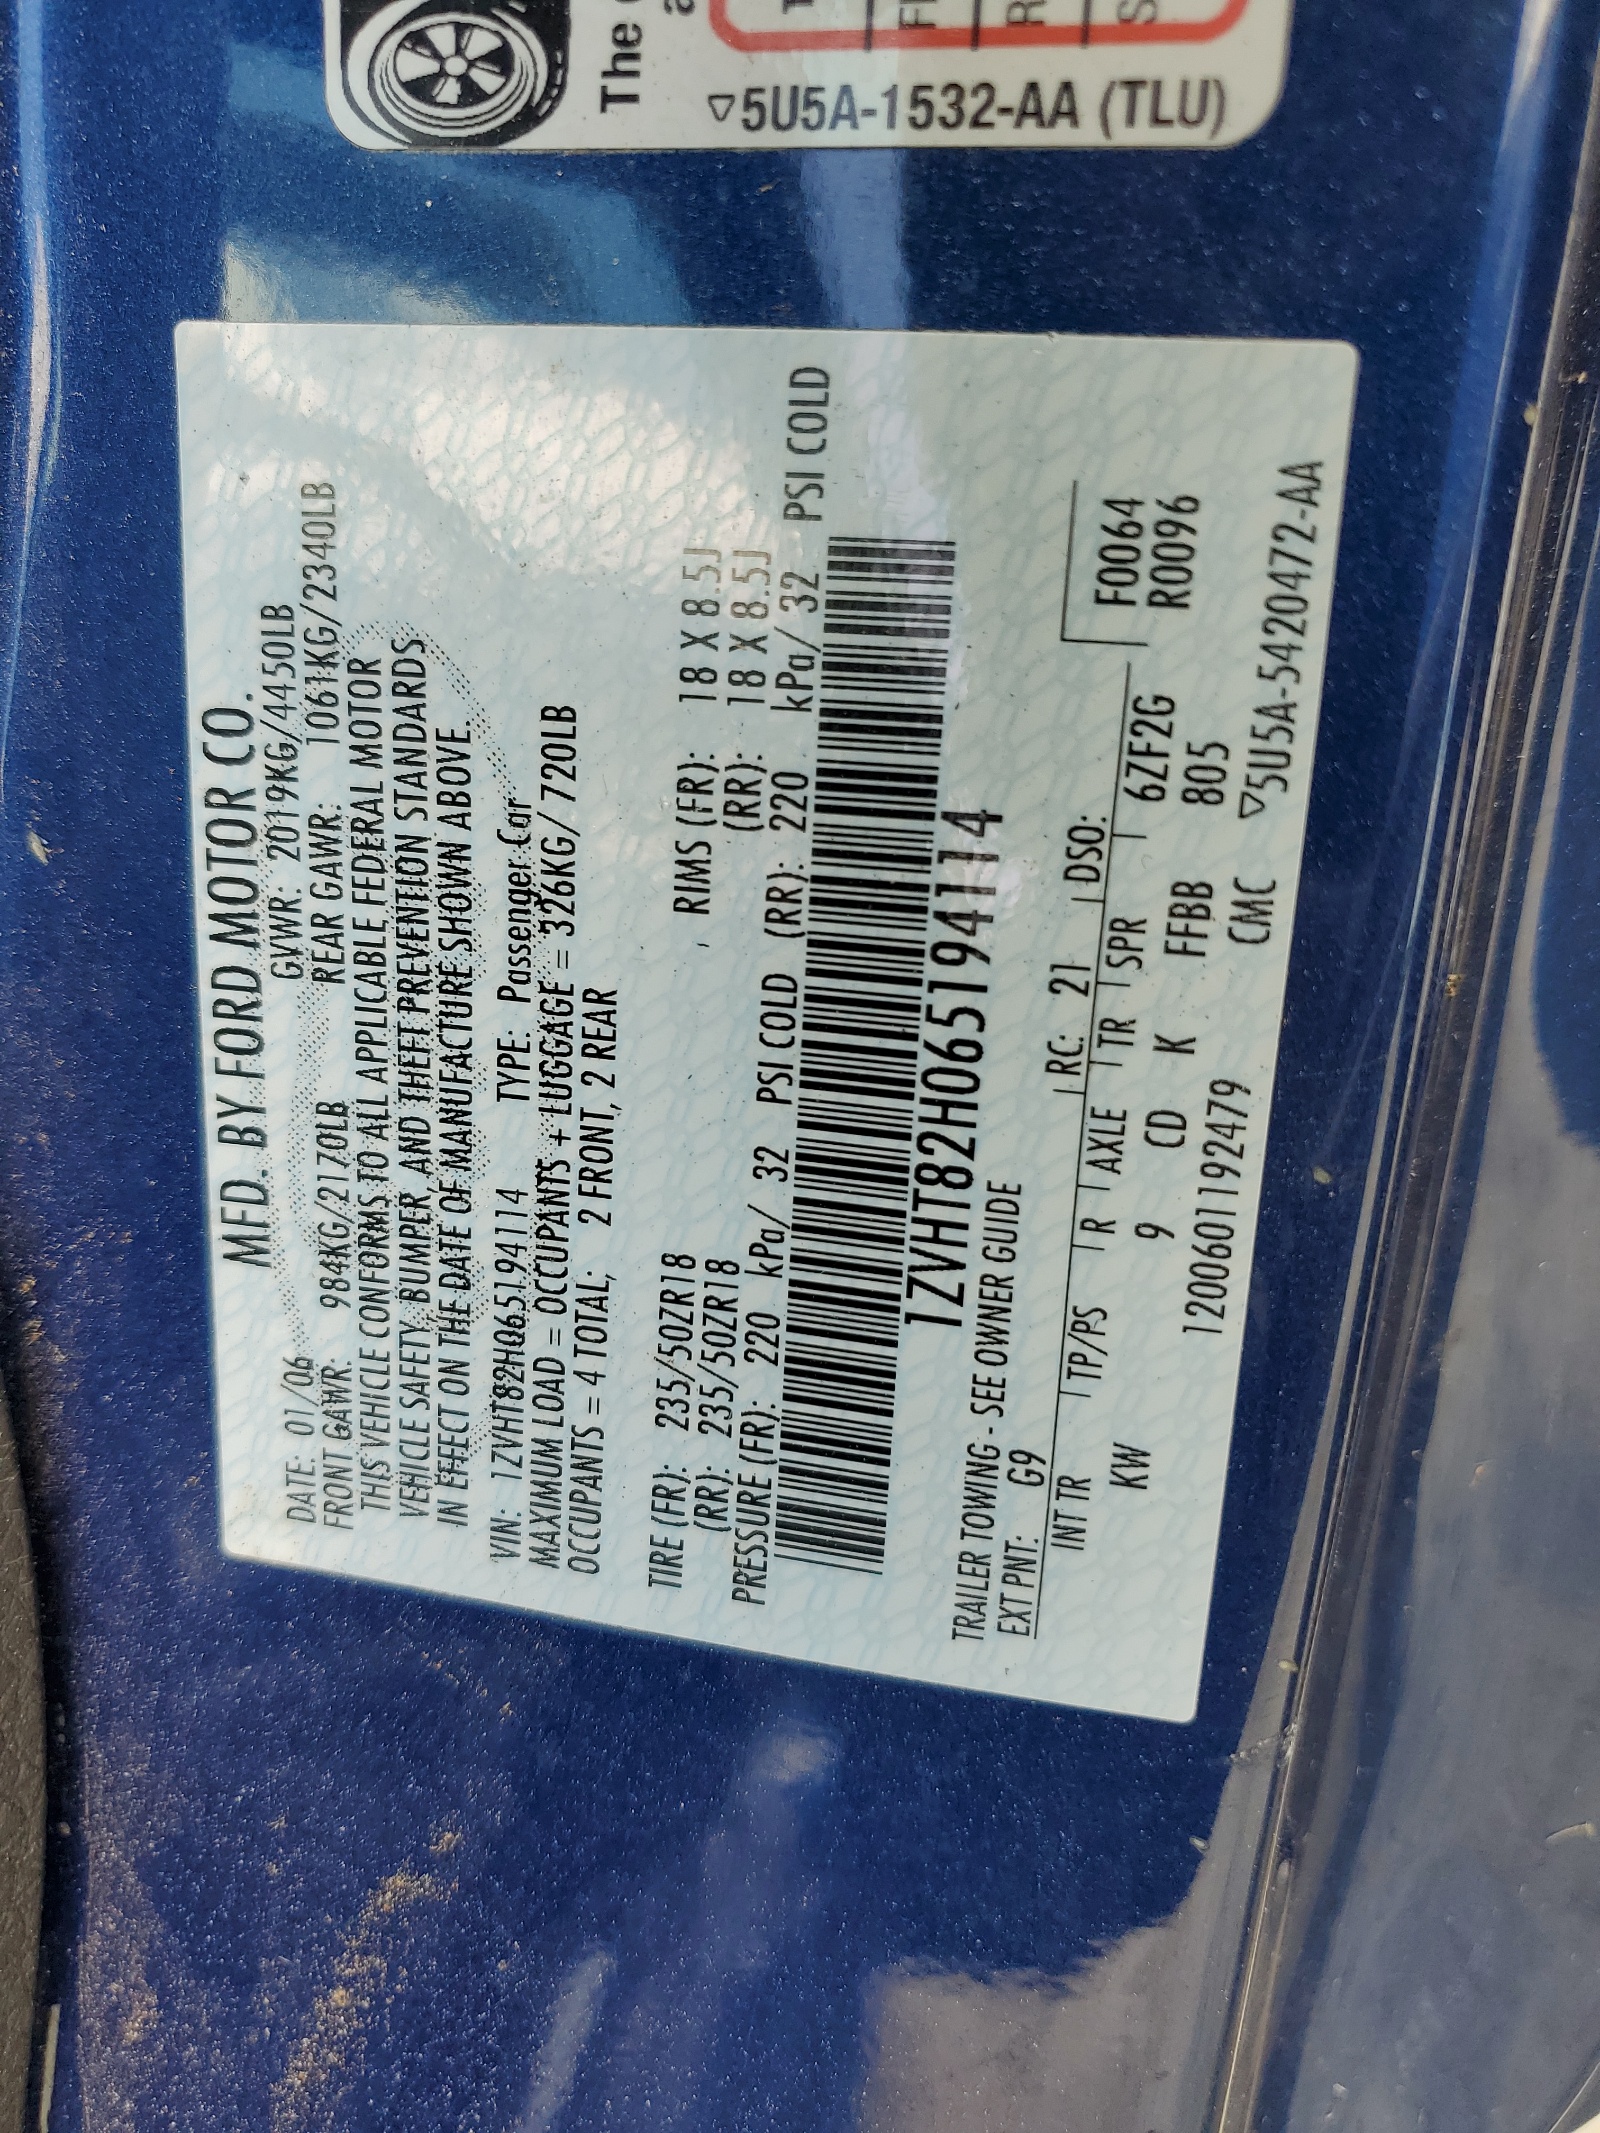 MFD. BY FORD MOTOR CO.
DATE: 01/06 GVWR: 2019KG/4450LB
FRONT GAWR: 984KG/2170LB REAR GAWR: 1061KG/2340LB
THIS VEHICLE CONFORMS TO ALL APPLICABLE FEDERAL MOTOR
VEHICLE SAFETY, BUMPER, AND THEFT PREVENTION STANDARDS
IN EFFECT ON THE DATE OF MANUFACTURE SHOWN ABOVE.
VIN: 1ZVHT82H065194114 TYPE: Passenger Car
MAXIMUM LOAD = OCCUPANTS + LUGGAGE = 326KG/720LB
OCCUPANTS = 4 TOTAL; 2 FRONT, 2 REAR
TIRE (FR): 235/50ZR18 , RIMS (FR): 18 X 8.5J
(RR): 235/50ZR18 (RR): 18 X 8.5J
PRESSURE (FR): 220 kPa/ 32 PSI COLD (RR): 220 kPa/ 32 PSI COLD
1ZVHT82H065194114
TRAILER TOWING - SEE OWNER GUIDE
EXT PNT: G9 RC: 21 DSO:
INT TR TP/PS R AXLE TR SPR F0064
KW 9 CD K FFBB 6ZF2G 805 R0096
120060119247​9 CMC ▽5U5A-5420472-AA
The
a
▽5U5A-1532-AA (TLU)